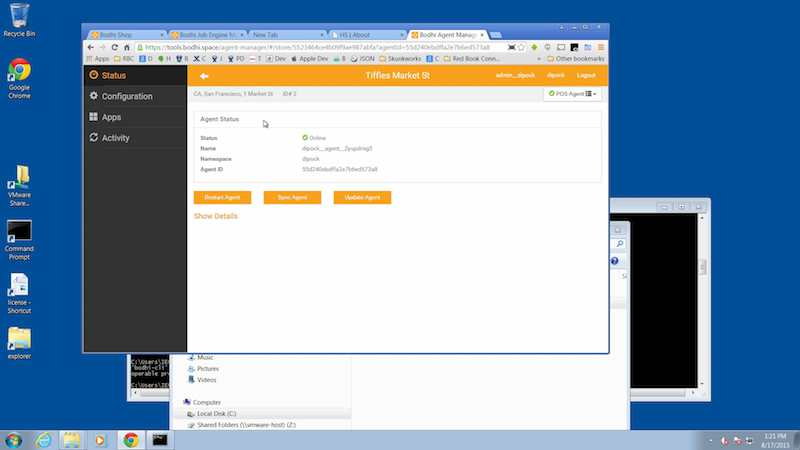 Recycle Bin
Google
Chrome
VMware
Share...
Command
Prompt
license -
Shortcut
explorer
Bodhi Shop
Bodhi Job Engine M
New Tab
HS | About
Bodhi Agent Manag
https://tools.bodhi.space/agent-manager/#/store/5523464ce4b09f9ae987abfa?agentId=55d240ebdffa2e7b6ed573a8
Apps RBC D H B X J PD T Dev Apple Dev B JSON Skunkworks C Red Book Conn... Other bookmarks
Status
Configuration
Apps
Activity
Tiffles Market St
admin__dipock dipock Logout
CA, San Francisco, 1 Market St ID# 2
POS-Agent
Agent Status
Status Online
Name dipock__agent__2yupdmg3
Namespace dipock
Agent ID 55d240ebdffa2e7b6ed573a8
Restart Agent Sync Agent Update Agent
Show Details
C:\Users\IE
'bodhi-cli'
operable pr
C:\Users\IE
Music
Pictures
Videos
Computer
Local Disk (C:)
Shared Folders (\\vmware-host) (Z:)
1:21 PM
8/17/2015